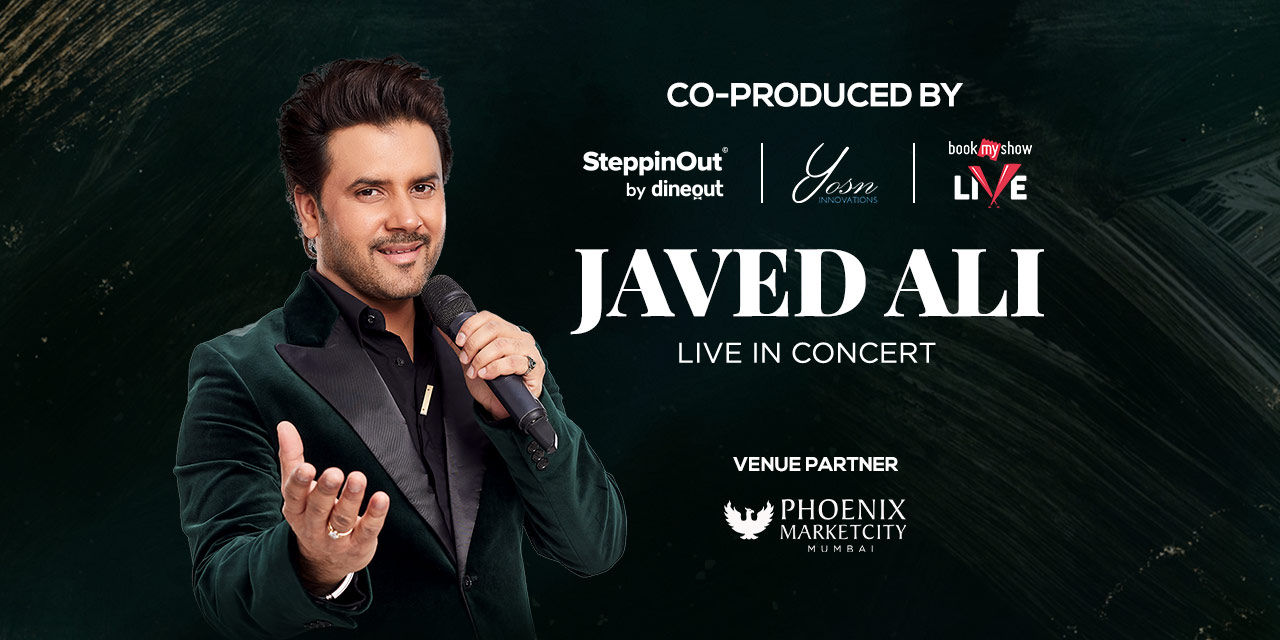 CO-PRODUCED BY
SteppinOut©
by dineout
Yosn
INNOVATIONS
book my show
LIVE
JAVED ALI
LIVE IN CONCERT
VENUE PARTNER
PHOENIX
MARKETCITY
MUMBAI